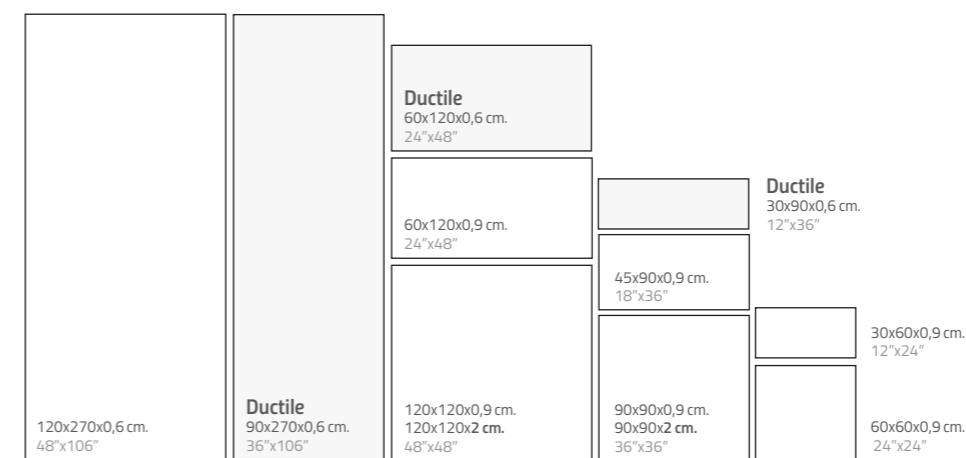 120x270x0,6 cm.
48”x106”
Ductile
90x270x0,6 cm.
36”x106”
Ductile
60x120x0,6 cm.
24”x48”
60x120x0,9 cm.
24”x48”
120x120x0,9 cm.
120x120x2 cm.
48”x48”
Ductile
30x90x0,6 cm.
12”x36”
45x90x0,9 cm.
18”x36”
90x90x0,9 cm.
90x90x2 cm.
36”x36”
30x60x0,9 cm.
12”x24”
60x60x0,9 cm.
24”x24”